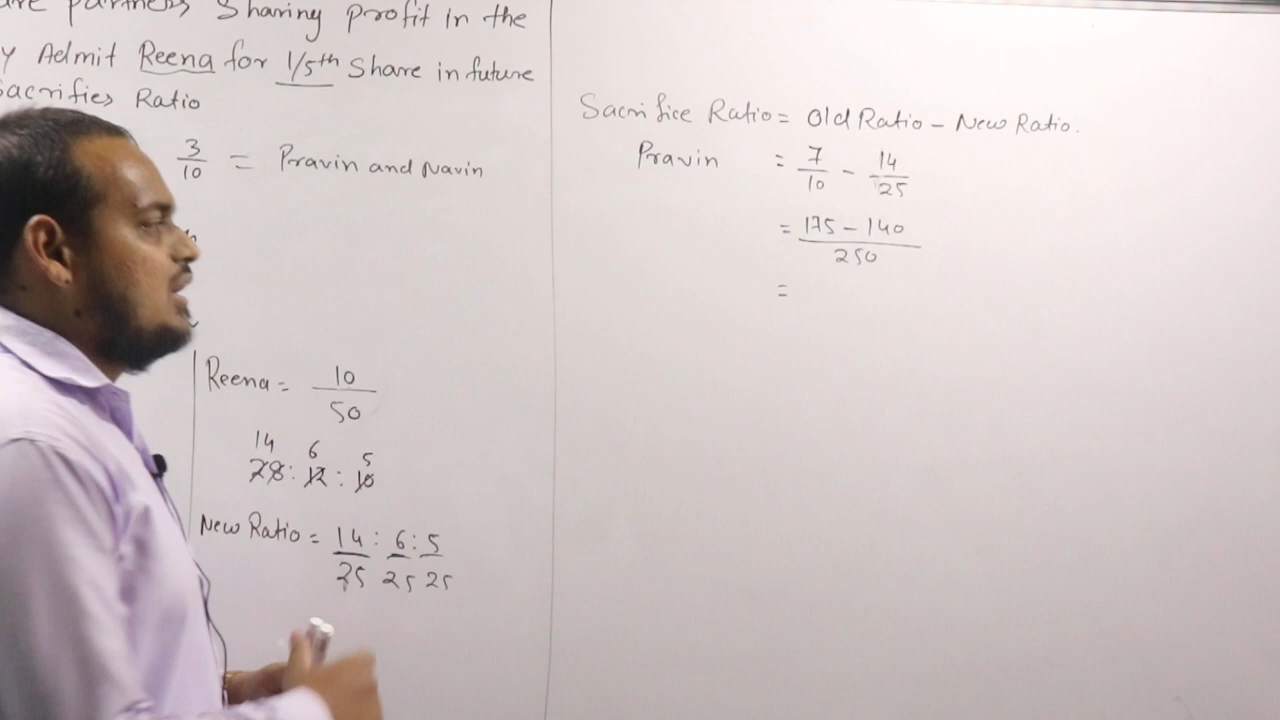 are partners Sharing profit in the
y Admit Reena for 1/5th Share in future
Sacrifies Ratio
3/10 = Pravin and Navin
Reena = 10/50
14 6 5
28 : 12 : 10
New Ratio = 14/25 : 6/25 : 5/25
Sacrifice Ratio = Old Ratio - New Ratio.
Pravin = 7/10 - 14/25
= 175 - 140/250
=